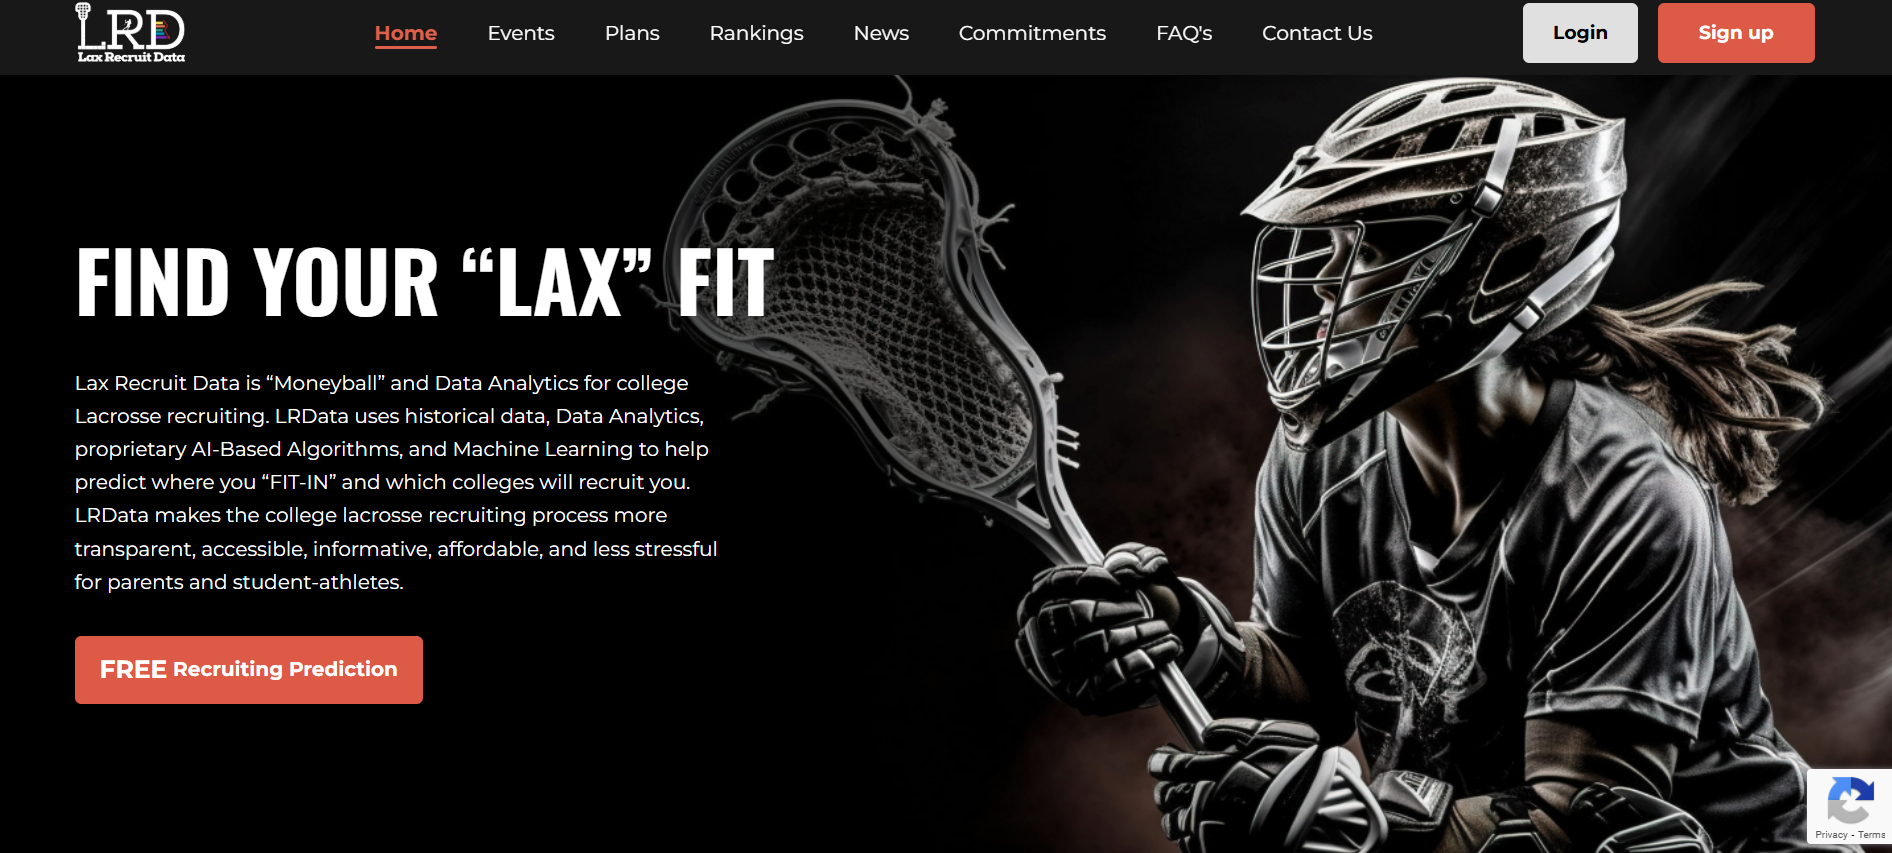 LRD
Lax Recruit Data
Home
Events
Plans
Rankings
News
Commitments
FAQ's
Contact Us
Login
Sign up
FIND YOUR “LAX” FIT
Lax Recruit Data is “Moneyball” and Data Analytics for college
Lacrosse recruiting. LRData uses historical data, Data Analytics,
proprietary AI-Based Algorithms, and Machine Learning to help
predict where you “FIT-IN” and which colleges will recruit you.
LRData makes the college lacrosse recruiting process more
transparent, accessible, informative, affordable, and less stressful
for parents and student-athletes.
FREE Recruiting Prediction
Privacy - Terms